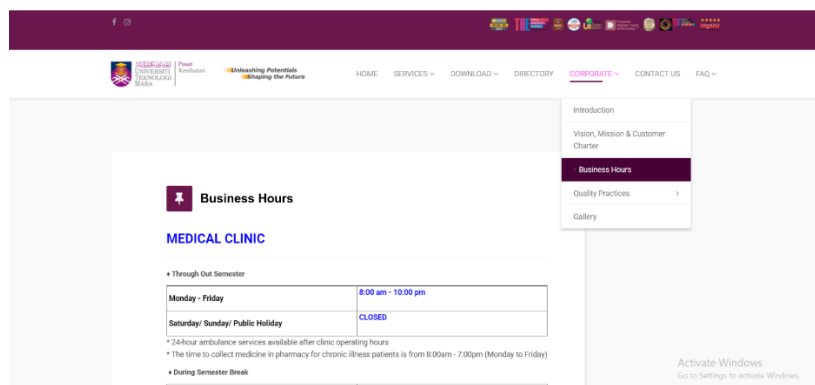 UNIVERSITI
TEKNOLOGI
MARA
Pusat
Kesihatan
Unleashing Potentials
Shaping the Future
HOME SERVICES DOWNLOAD DIRECTORY CORPORATE CONTACT US FAQ
Introduction
Vision, Mission & Customer
Charter
Business Hours
Quality Practices
Gallery
Business Hours
MEDICAL CLINIC
♦ Through Out Semester
Monday - Friday 8:00 am - 10:00 pm
Saturday/ Sunday/ Public Holiday CLOSED
* 24-hour ambulance services available after clinic operating hours
* The time to collect medicine in pharmacy for chronic illness patients is from 8:00am - 7:00pm (Monday to Friday)
♦ During Semester Break
Activate Windows
Go to Settings to activate Windows.